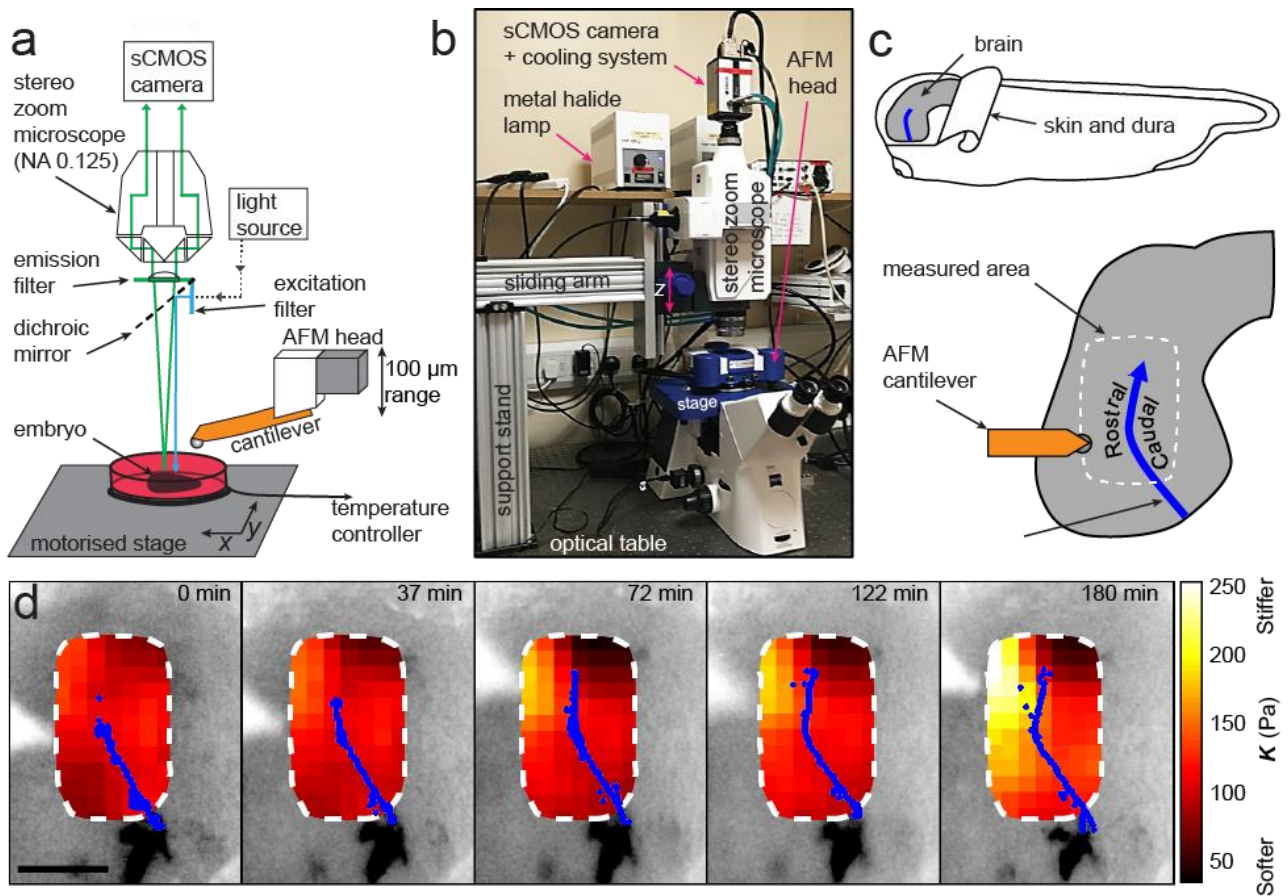 a
sCMOS
camera
stereo
zoom
microscope
(NA 0.125)
light
source
emission
filter
excitation
filter
dichroic
mirror
AFM head
100 µm
range
cantilever
embryo
temperature
controller
motorised stage
x
y
b
sCMOS camera
+ cooling system
AFM
head
metal halide
lamp
stereo zoom
microscope
sliding arm
z
stage
support stand
optical table
c
brain
skin and dura
measured area
AFM
cantilever
Rostral
Caudal
d
0 min
37 min
72 min
122 min
180 min
250
200
150
100
50
Stiffer
K (Pa)
Softer